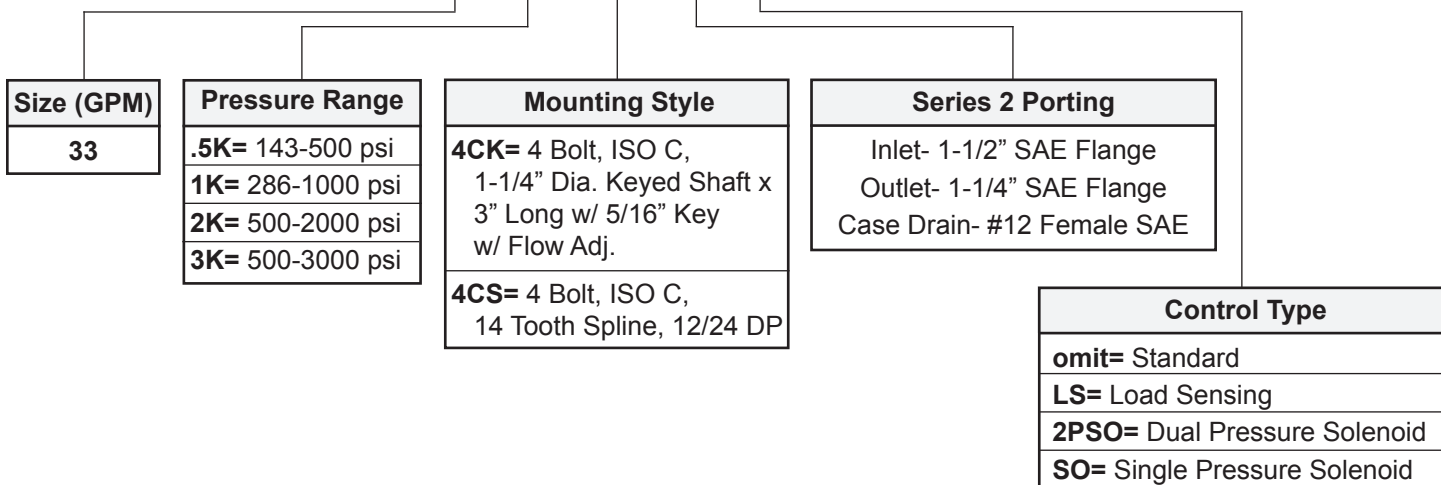 Size (GPM)
33
Pressure Range
.5K= 143-500 psi
1K= 286-1000 psi
2K= 500-2000 psi
3K= 500-3000 psi
Mounting Style
4CK= 4 Bolt, ISO C,
1-1/4” Dia. Keyed Shaft x
3” Long w/ 5/16” Key
w/ Flow Adj.
4CS= 4 Bolt, ISO C,
14 Tooth Spline, 12/24 DP
Series 2 Porting
Inlet- 1-1/2” SAE Flange
Outlet- 1-1/4” SAE Flange
Case Drain- #12 Female SAE
Control Type
omit= Standard
LS= Load Sensing
2PSO= Dual Pressure Solenoid
SO= Single Pressure Solenoid